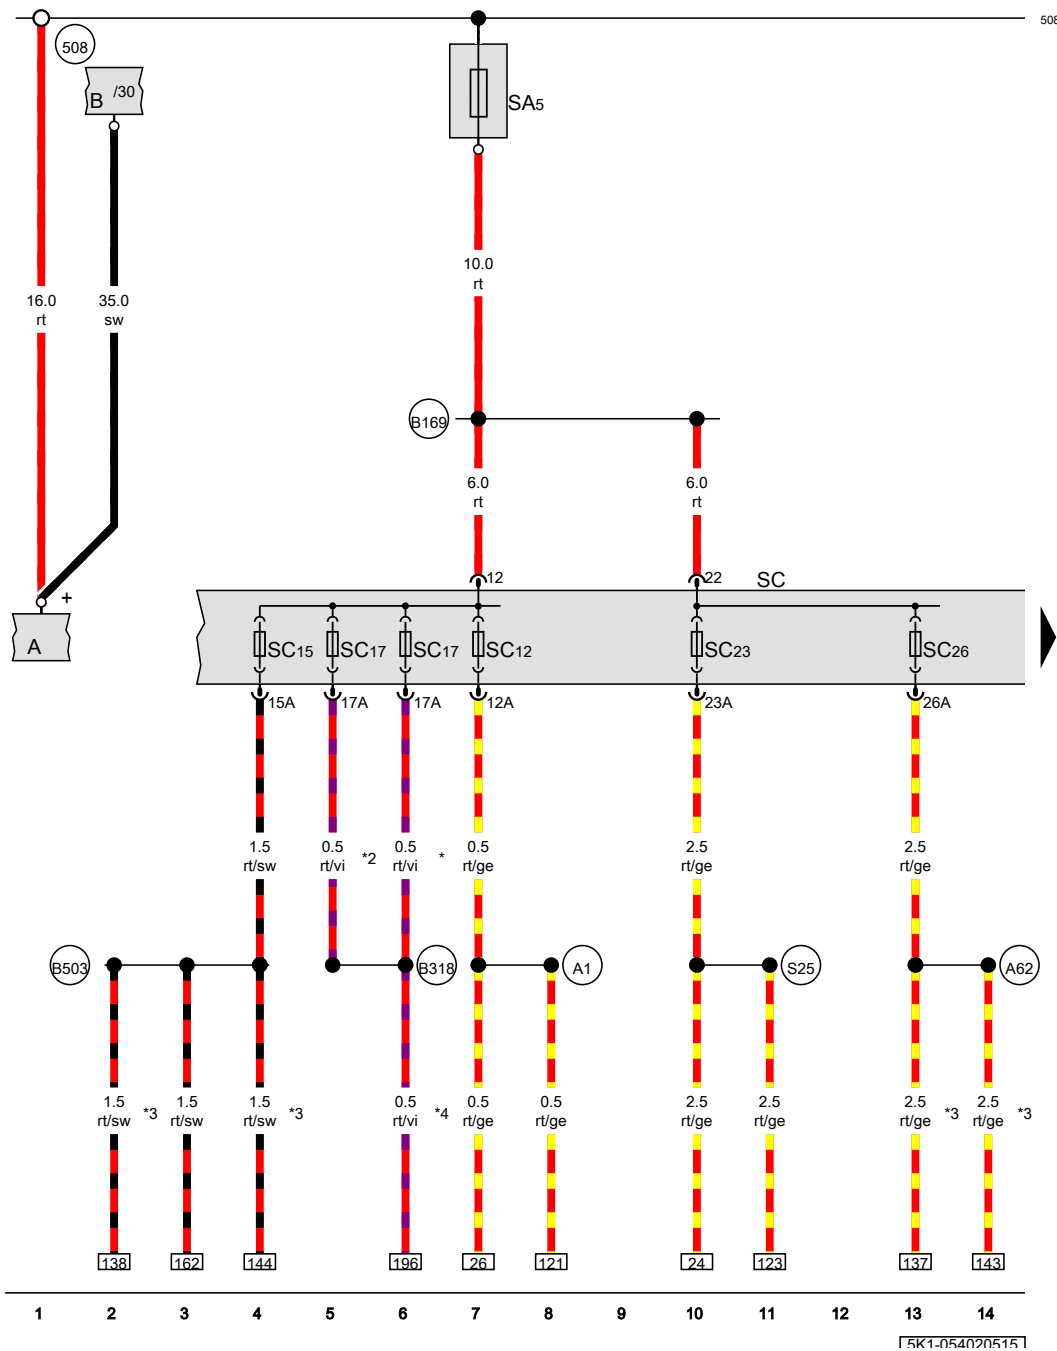 508
508
B /30
SA5
10.0
rt
16.0 35.0
rt sw
B169
6.0 6.0
rt rt
12 22 SC
A +
SC15 SC17 SC17 SC12 SC23 SC26
15A 17A 17A 12A 23A 26A
1.5 0.5 0.5 0.5 2.5 2.5
rt/sw rt/vi *2 rt/vi * rt/ge rt/ge rt/ge
B503 B318 A1 S25 A62
1.5 1.5 1.5 0.5 0.5 0.5 2.5 2.5 2.5 2.5
rt/sw *3 rt/sw rt/sw *3 rt/vi *4 rt/ge rt/ge rt/ge rt/ge rt/ge *3 rt/ge *3
138 162 144 196 26 121 24 123 137 143
1 2 3 4 5 6 7 8 9 10 11 12 13 14
5K1-054020515